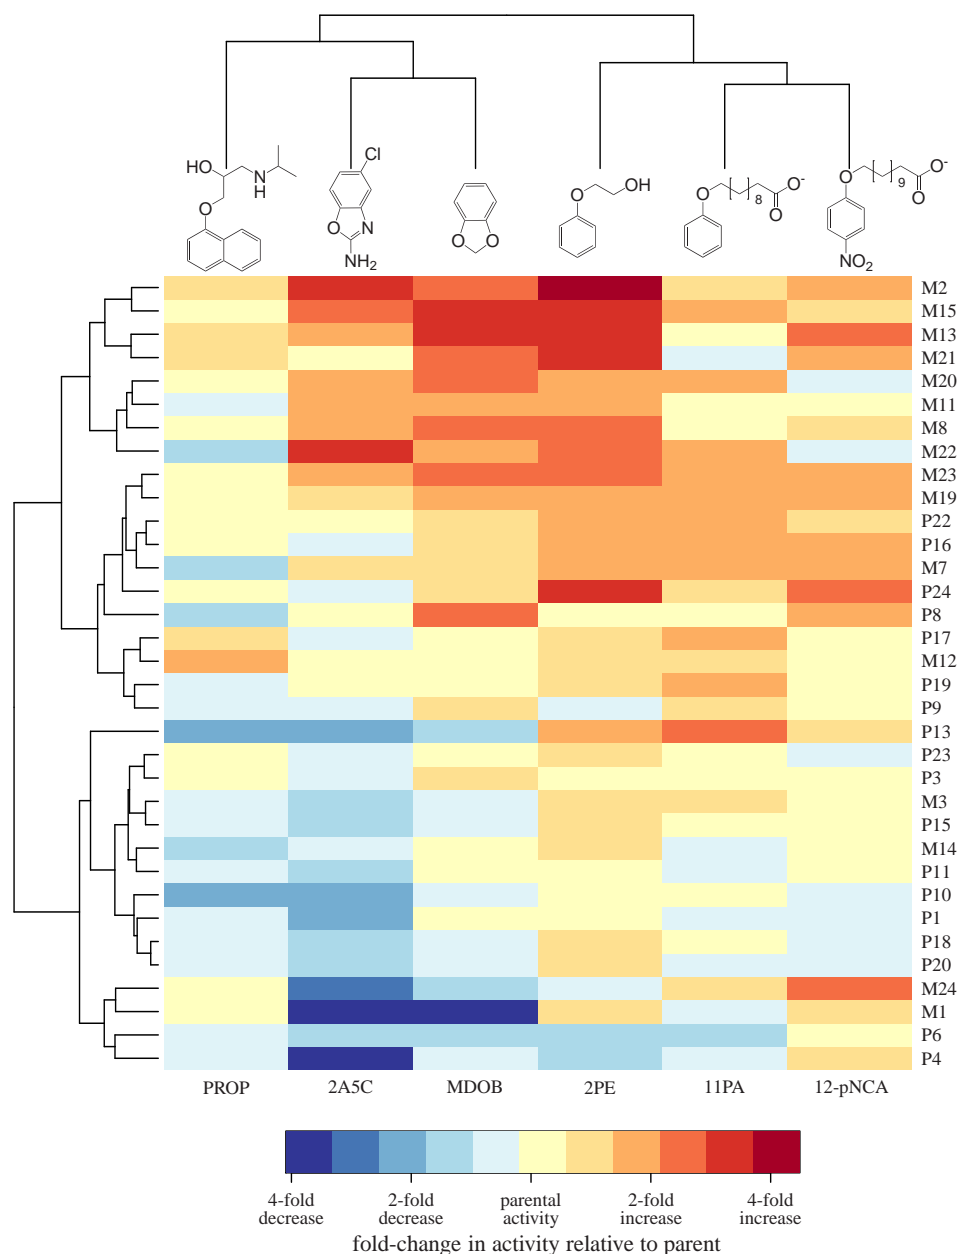 Cl
HO
N
H
O
O
N
NH2
O
O
O
OH
O
8
O-
O
O
9
O-
O
NO2
M2
M15
M13
M21
M20
M11
M8
M22
M23
M19
P22
P16
M7
P24
P8
P17
M12
P19
P9
P13
P23
P3
M3
P15
M14
P11
P10
P1
P18
P20
M24
M1
P6
P4
PROP 2A5C MDOB 2PE 11PA 12-pNCA
4-fold decrease
2-fold decrease
parental activity
2-fold increase
4-fold increase
fold-change in activity relative to parent